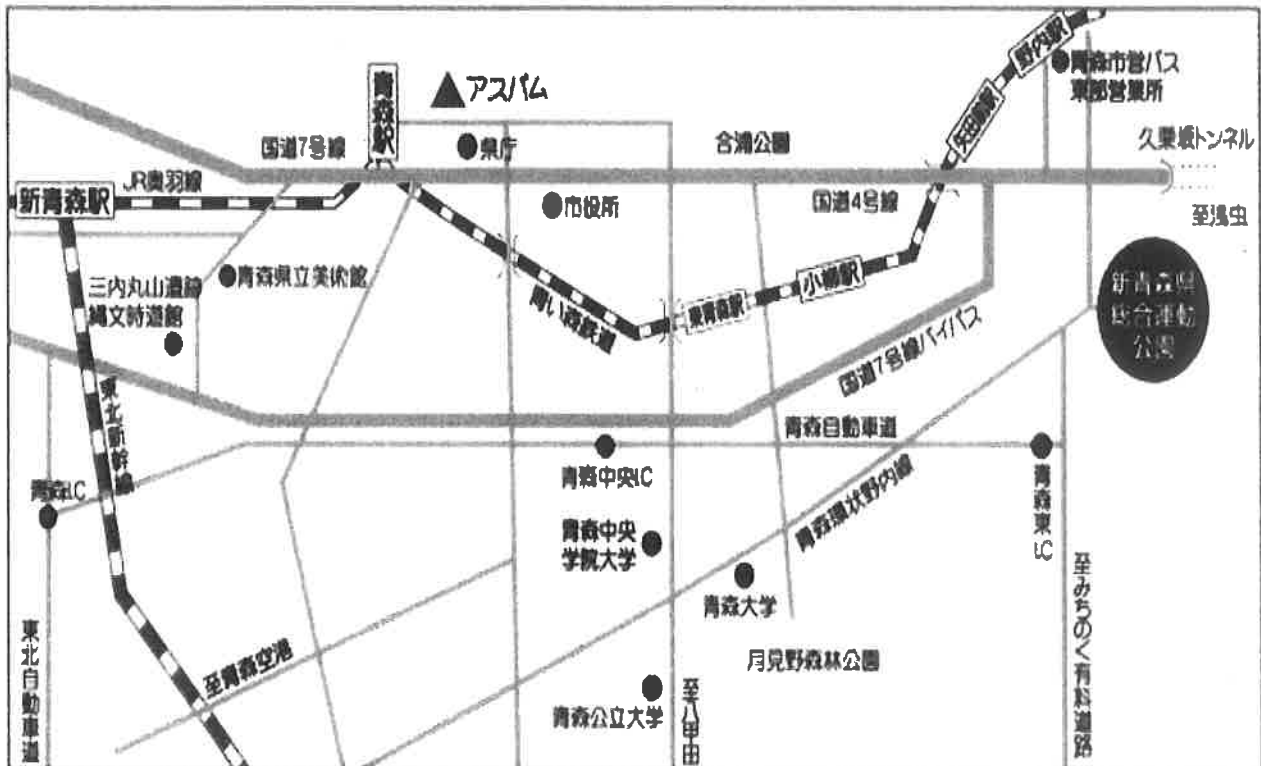 野内駅
青森市営バス
東部営業所
青森駅
アスパム
矢田前駅
国道7号線
県庁
合浦公園
久栗坂トンネル
JR奥羽線
新青森駅
市役所
国道4号線
至浅虫
三内丸山遺跡
縄文時遊館
青森県立美術館
青い森鉄道
東青森駅
小柳駅
新青森県
総合運動
公園
国道7号線バイパス
東北新幹線
青森自動車道
青森IC
青森中央IC
青森環状野内線
青森東IC
青森中央
学院大学
青森大学
至みちのく有料道路
東北自動車道
至青森空港
月見野森林公園
青森公立大学
至八甲田